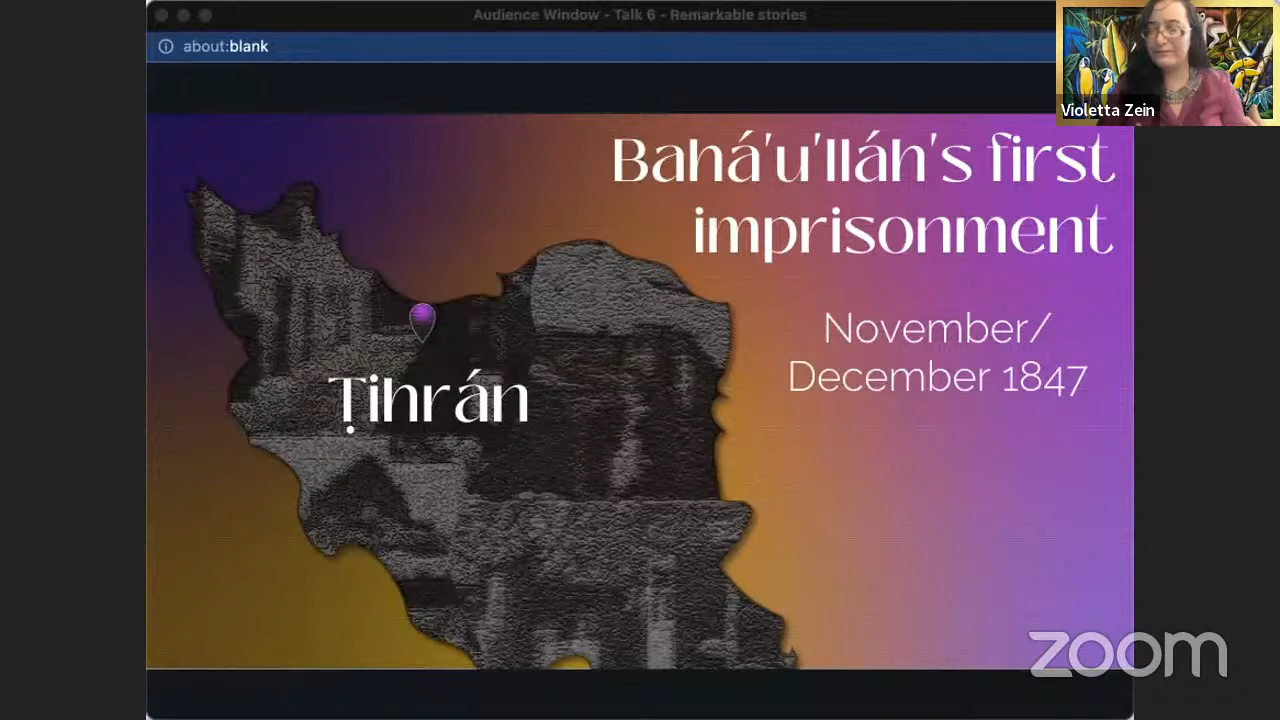 Audience Window - Talk 6 - Remarkable stories
about:blank
Violetta Zein
Bahá'u'lláh's first
imprisonment
November/
December 1847
Ṭihrán
zoom